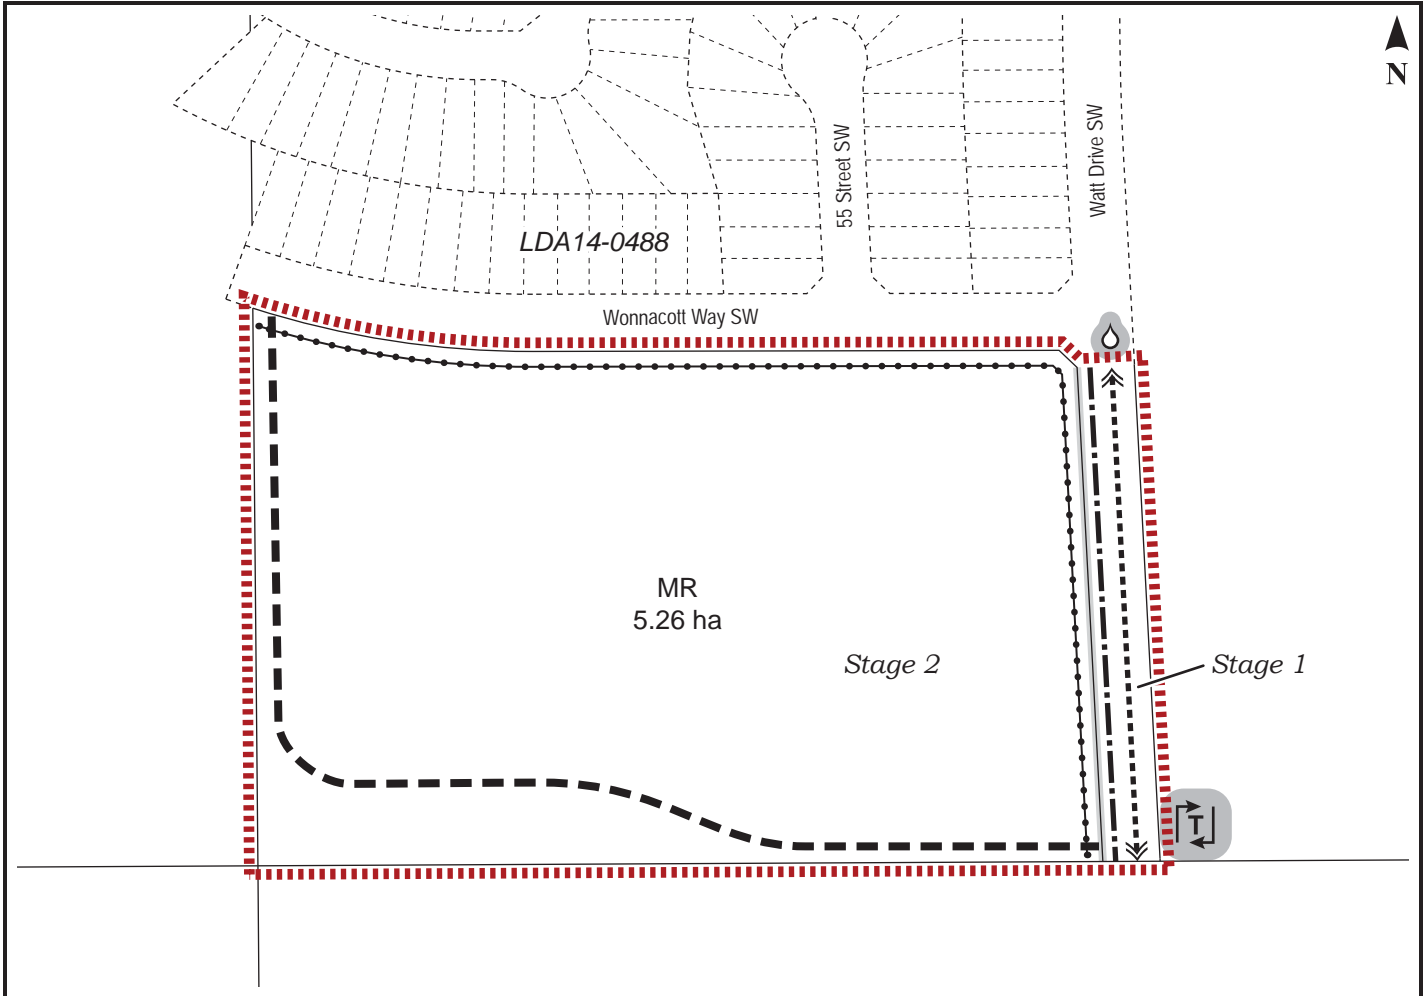 N
Watt Drive SW
55 Street SW
LDA14-0488
Wonnacott Way SW
MR
5.26 ha
Stage 2
Stage 1
T